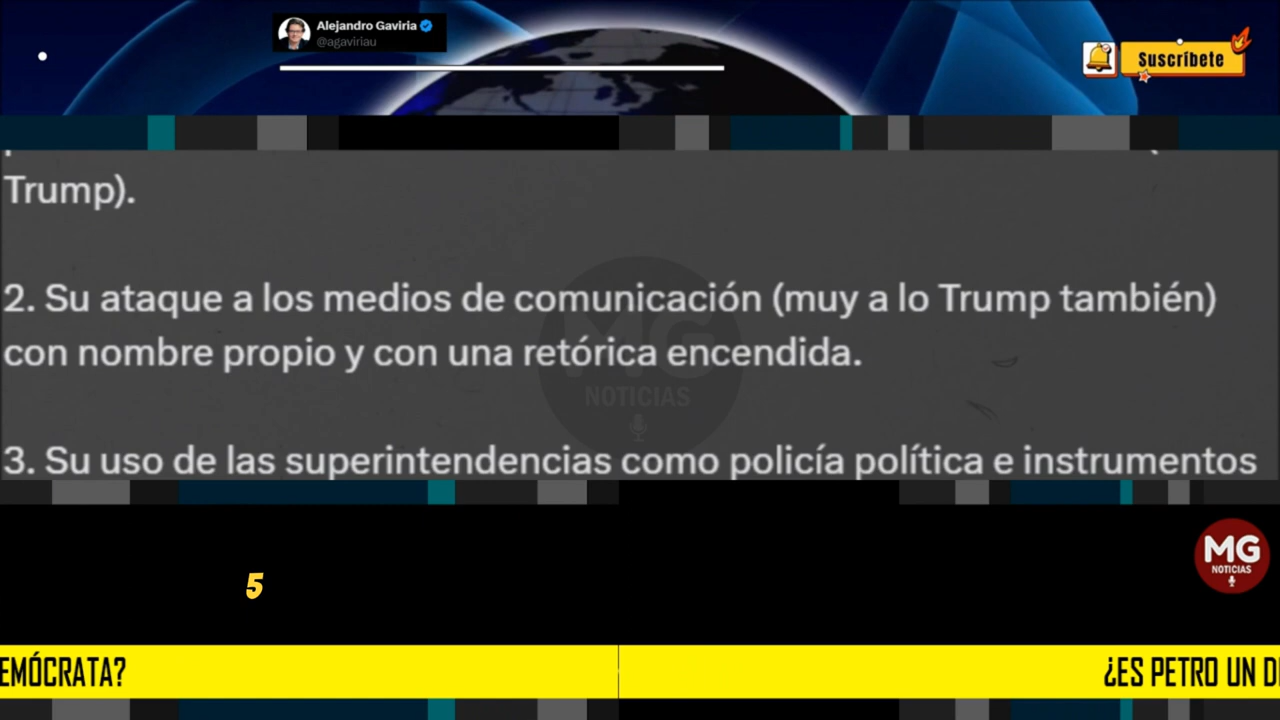 Alejandro Gaviria
@agaviriau
Suscríbete
Trump).
2. Su ataque a los medios de comunicación (muy a lo Trump también)
con nombre propio y con una retórica encendida.
MG
NOTICIAS
3. Su uso de las superintendencias como policía política e instrumentos
MG
NOTICIAS
5
EMÓCRATA?
¿ES PETRO UN D